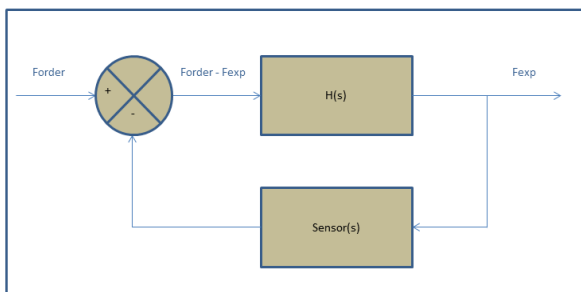 Forder
Forder - Fexp
Fexp
+
H(s)
-
Sensor(s)